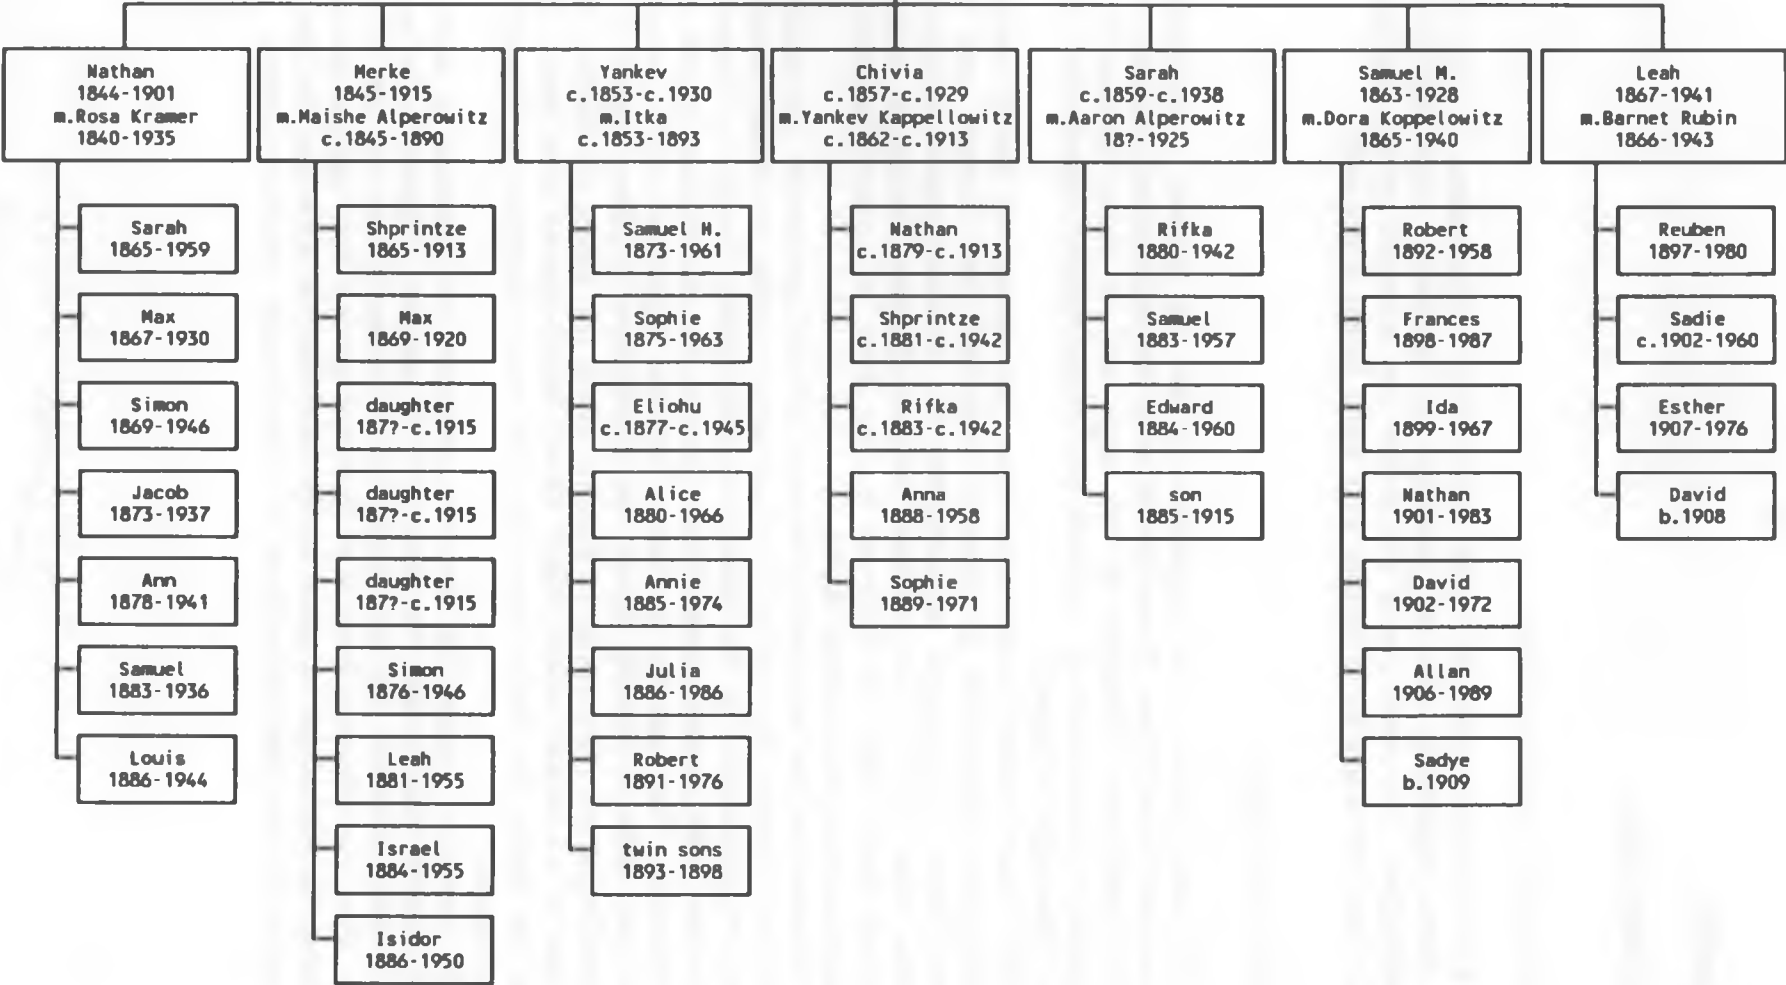 Nathan
1844-1901
m.Rosa Kramer
1840-1935
Sarah
1865-1959
Max
1867-1930
Simon
1869-1946
Jacob
1873-1937
Ann
1878-1941
Samuel
1883-1936
Louis
1886-1944
Merke
1845-1915
m.Maishe Alperowitz
c.1845-1890
Shprintze
1865-1913
Max
1869-1920
daughter
187?-c.1915
daughter
187?-c.1915
daughter
187?-c.1915
Simon
1876-1946
Leah
1881-1955
Israel
1884-1955
Isidor
1886-1950
Yankev
c.1853-c.1930
m.Itka
c.1853-1893
Samuel H.
1873-1961
Sophie
1875-1963
Eliohu
c.1877-c.1945
Alice
1880-1966
Annie
1885-1974
Julia
1886-1986
Robert
1891-1976
twin sons
1893-1898
Chivia
c.1857-c.1929
m.Yankev Kappellowitz
c.1862-c.1913
Nathan
c.1879-c.1913
Shprintze
c.1881-c.1942
Rifka
c.1883-c.1942
Anna
1888-1958
Sophie
1889-1971
Sarah
c.1859-c.1938
m.Aaron Alperowitz
18?-1925
Rifka
1880-1942
Samuel
1883-1957
Edward
1884-1960
son
1885-1915
Samuel M.
1863-1928
m.Dora Koppelowitz
1865-1940
Robert
1892-1958
Frances
1898-1987
Ida
1899-1967
Nathan
1901-1983
David
1902-1972
Allan
1906-1989
Sadye
b.1909
Leah
1867-1941
m.Barnet Rubin
1866-1943
Reuben
1897-1980
Sadie
c.1902-1960
Esther
1907-1976
David
b.1908